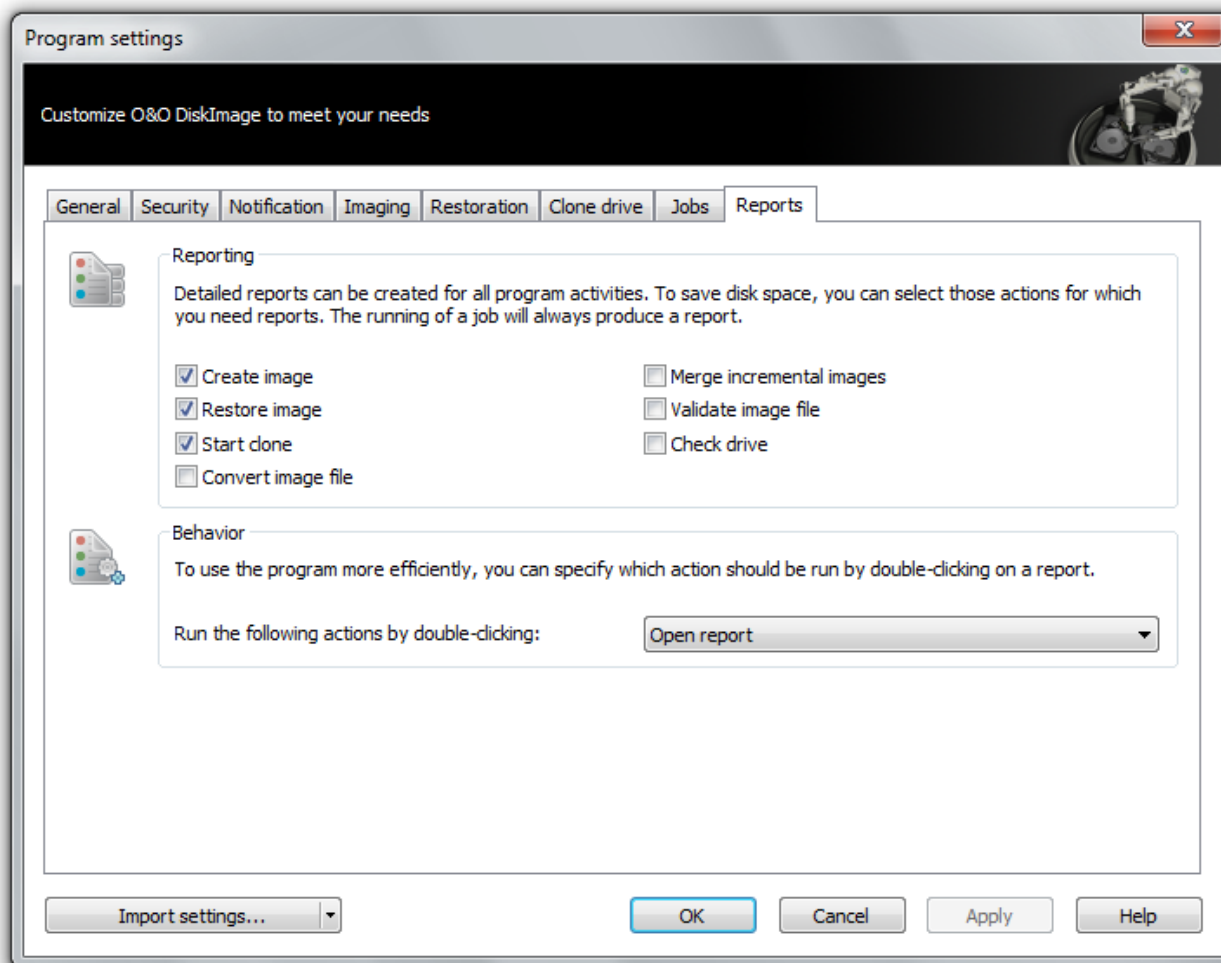 Program settings
Customize O&O DiskImage to meet your needs
General Security Notification Imaging Restoration Clone drive Jobs Reports
Reporting
Detailed reports can be created for all program activities. To save disk space, you can select those actions for which
you need reports. The running of a job will always produce a report.
Create image
Merge incremental images
Restore image
Validate image file
Start clone
Check drive
Convert image file
Behavior
To use the program more efficiently, you can specify which action should be run by double-clicking on a report.
Run the following actions by double-clicking:
Open report
Import settings...
OK
Cancel
Apply
Help